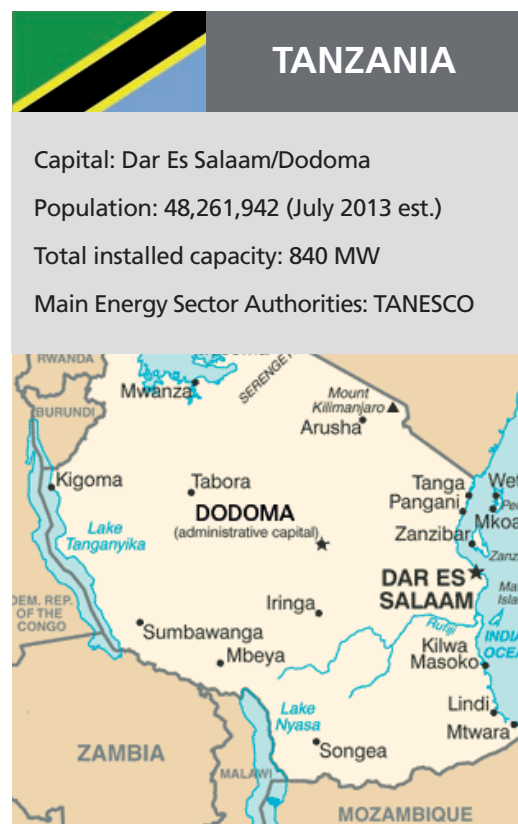 TANZANIA
Capital: Dar Es Salaam/Dodoma
Population: 48,261,942 (July 2013 est.)
Total installed capacity: 840 MW
Main Energy Sector Authorities: TANESCO
RWANDA
Mwanza
Mount
Kilimanjaro
BURUNDI
Arusha
Kigoma
Tabora
Tanga
Pangani
DODOMA
(administrative capital)
Lake
Tanganyika
Zanzibar
DAR ES
SALAAM
DEM. REP.
OF THE
CONGO
Iringa
Rufiji
Sumbawanga
Mbeya
Kilwa
Masoko
Lake
Nyasa
Lindi
Mtwara
Songea
ZAMBIA
MALAWI
MOZAMBIQUE